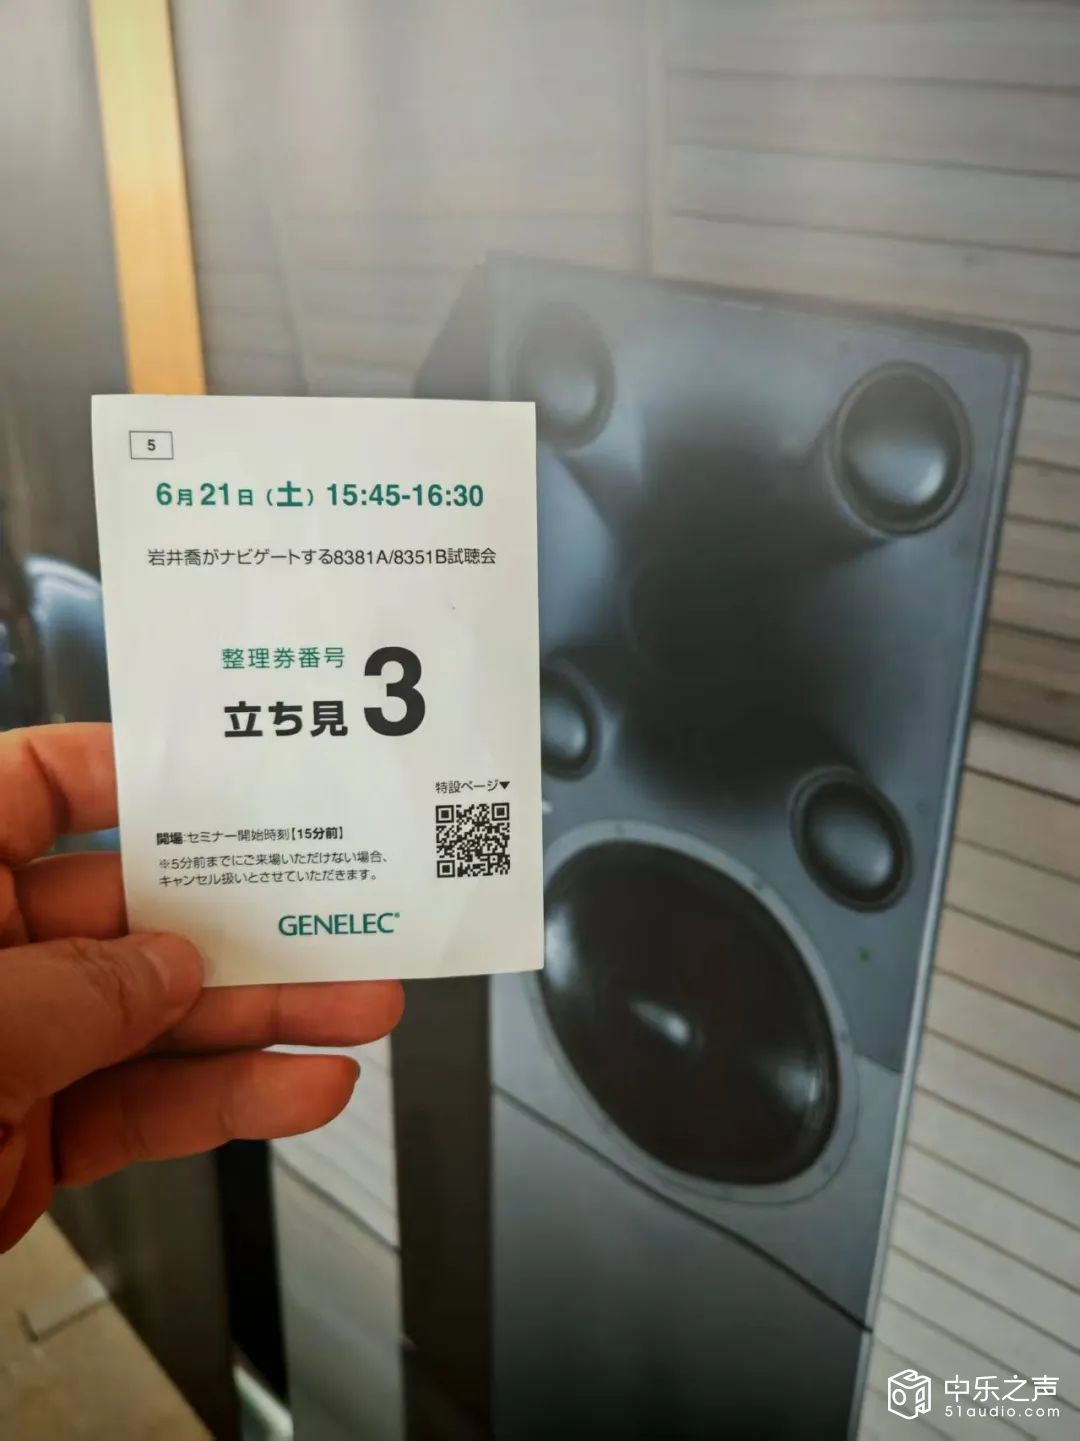 5
6月21日（土）15:45-16:30
岩井喬がナビゲートする8381A/8351B試聴会
整理券番号
立ち見 3
特設ページ▼
開場:セミナー開始時刻【15分前】
※5分前までにご来場いただけない場合、
キャンセル扱いとさせていただきます。
GENELEC®
中乐之声
51audio.com